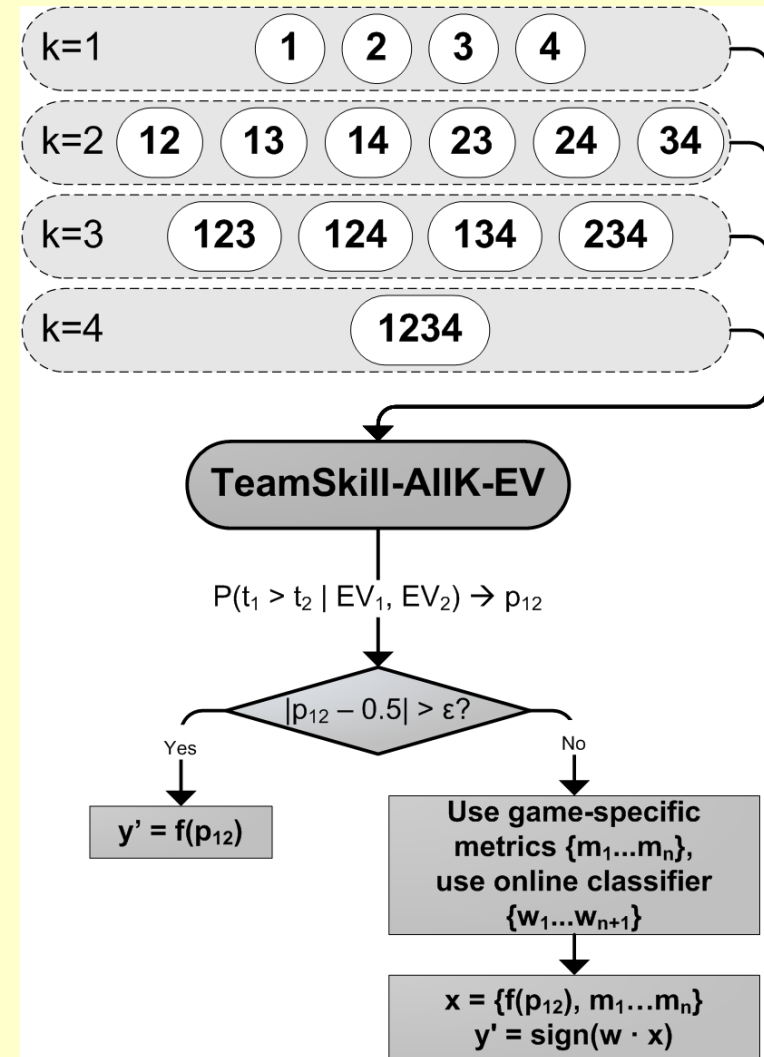 k=1 1 2 3 4
k=2 12 13 14 23 24 34
k=3 123 124 134 234
k=4 1234
TeamSkill-AllK-EV
P(t₁ > t₂ | EV₁, EV₂) → p₁₂
|p₁₂ – 0.5| > ε?
Yes
No
y’ = f(p₁₂)
Use game-specific
metrics {m₁...mₙ},
use online classifier
{w₁...wₙ₊₁}
x = {f(p₁₂), m₁...mₙ}
y' = sign(w · x)